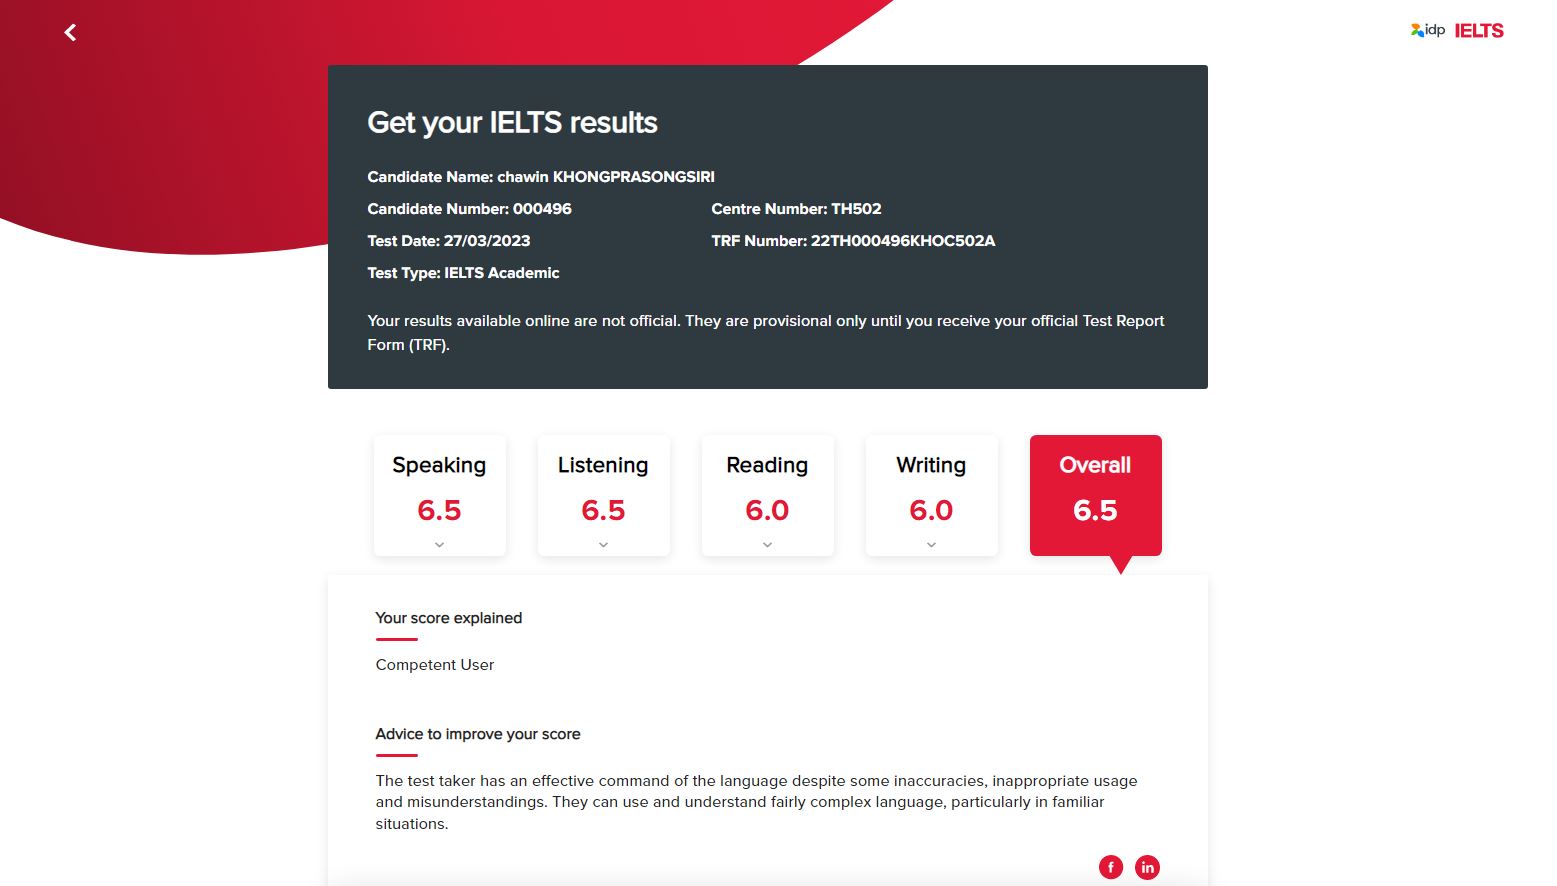 idp IELTS
Get your IELTS results
Candidate Name: chawin KHONGPRASONGSIRI
Candidate Number: 000496
Centre Number: TH502
Test Date: 27/03/2023
TRF Number: 22TH000496KHOC502A
Test Type: IELTS Academic
Your results available online are not official. They are provisional only until you receive your official Test Report
Form (TRF).
Speaking
6.5
Listening
6.5
Reading
6.0
Writing
6.0
Overall
6.5
Your score explained
Competent User
Advice to improve your score
The test taker has an effective command of the language despite some inaccuracies, inappropriate usage
and misunderstandings. They can use and understand fairly complex language, particularly in familiar
situations.
f in